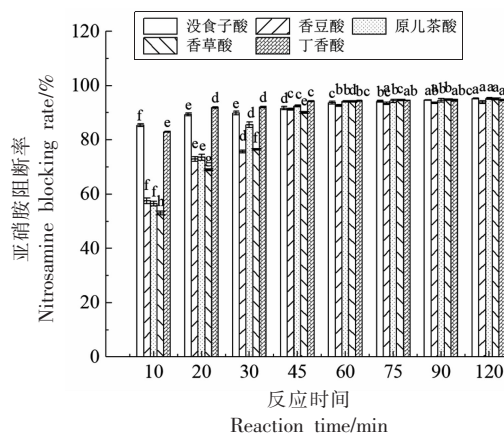 没食子酸 香豆酸 原儿茶酸
香草酸 丁香酸
亚硝胺阻断率
Nitrosamine blocking rate/%
120
100
80
60
40
20
0
f f f h f
e e e g d
d d c f d
d c c e c
c b b d b c
b c a b c a b
a b a b b a b c
a a a a a
10 20 30 45 60 75 90 120
反应时间
Reaction time/min